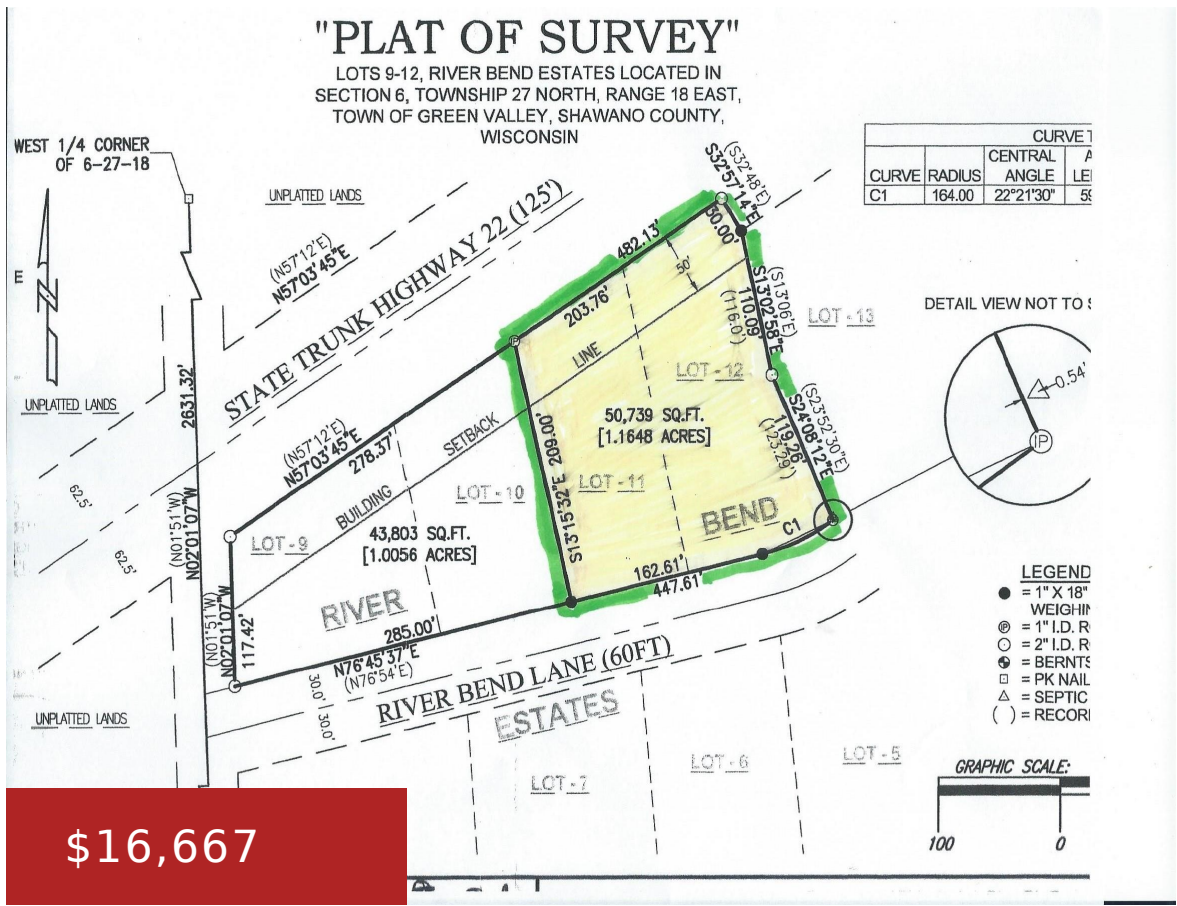 "PLAT OF SURVEY"
LOTS 9-12, RIVER BEND ESTATES LOCATED IN
SECTION 6, TOWNSHIP 27 NORTH, RANGE 18 EAST,
TOWN OF GREEN VALLEY, SHAWANO COUNTY,
WISCONSIN
WEST 1/4 CORNER
OF 6-27-18
CURVE T
CURVE
RADIUS
CENTRAL
ANGLE
C1
164.00
22°21'30"
UNPLATTED LANDS
(N57°12'E)
N57°03'45"E
STATE TRUNK HIGHWAY 22 (125')
(S32°48'E)
S32°57'14"E
50.00'
482.13'
203.76'
50'
(S13°06'E)
S13°02'58"E
110.09'
(116.0')
LOT-13
DETAIL VIEW NOT TO S
0.54'
IP
E
UNPLATTED LANDS
2631.32'
LINE
LOT-12
50,739 SQ.FT.
[1.1648 ACRES]
(S23°52'30"E)
S24°08'12"E
119.26'
(123.29')
(N57°12'E)
N57°03'45"E
278.37'
SETBACK
BUILDING
S13°15'32"E 209.00'
LOT-10
LOT-11
BEND
C1
62.5'
62.5'
(N01°51'W)
N02°01'07"W
LOT-9
43,803 SQ.FT.
[1.0056 ACRES]
162.61'
447.61'
(N01°51'W)
N02°01'07"W
117.42'
RIVER
285.00'
N76°45'37"E
(N76°54'E)
RIVER BEND LANE (60FT)
30.0'
30.0'
ESTATES
UNPLATTED LANDS
LOT-7
LOT-6
LOT-5
LEGEND
= 1" X 18"
WEIGHIN
= 1" I.D. R
= 2" I.D. R
= BERNTS
= PK NAIL
= SEPTIC
( ) = RECOR
GRAPHIC SCALE:
100 0
$16,667